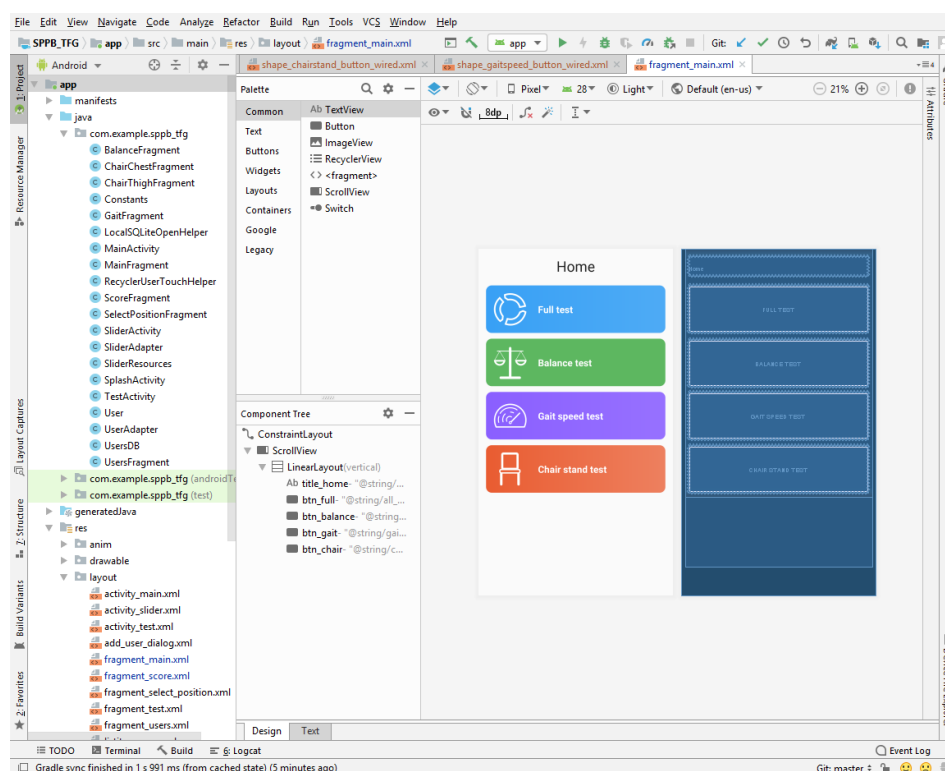 File Edit View Navigate Code Analyze Refactor Build Run Tools VCS Window Help
SPPB_TFG app src main res layout fragment_main.xml app Git:
shape_chairstand_button_wired.xml shape_gaitspeed_button_wired.xml fragment_main.xml
1: Project
Resource Manager
Layout Captures
7: Structure
Build Variants
2: Favorites
Android
app
manifests
java
com.example.sppb_tfg
BalanceFragment
ChairChestFragment
ChairThighFragment
Constants
GaitFragment
LocalSQLiteOpenHelper
MainActivity
MainFragment
RecyclerUserTouchHelper
ScoreFragment
SelectPositionFragment
SliderActivity
SliderAdapter
SliderResources
SplashActivity
TestActivity
User
UserAdapter
UsersDB
UsersFragment
com.example.sppb_tfg (androidTe
com.example.sppb_tfg (test)
generatedJava
res
anim
drawable
layout
activity_main.xml
activity_slider.xml
activity_test.xml
add_user_dialog.xml
fragment_main.xml
fragment_score.xml
fragment_select_position.xml
fragment_test.xml
fragment_users.xml
Palette
Common
Text
Buttons
Widgets
Layouts
Containers
Google
Legacy
Ab TextView
Button
ImageView
RecyclerView
<> <fragment>
ScrollView
Switch
Component Tree
ConstraintLayout
ScrollView
LinearLayout(vertical)
Ab title_home- "@string/...
btn_full- "@string/all_...
btn_balance- "@string...
btn_gait- "@string/gai...
btn_chair- "@string/c...
Pixel 28 Light Default (en-us) 21%
8dp
Attributes
Home
Full test
Balance test
Gait speed test
Chair stand test
Home
FULL TEST
BALANCE TEST
GAIT SPEED TEST
CHAIR STAND TEST
Design Text
TODO Terminal Build 6: Logcat Event Log
Gradle sync finished in 1 s 991 ms (from cached state) (5 minutes ago) Git: master